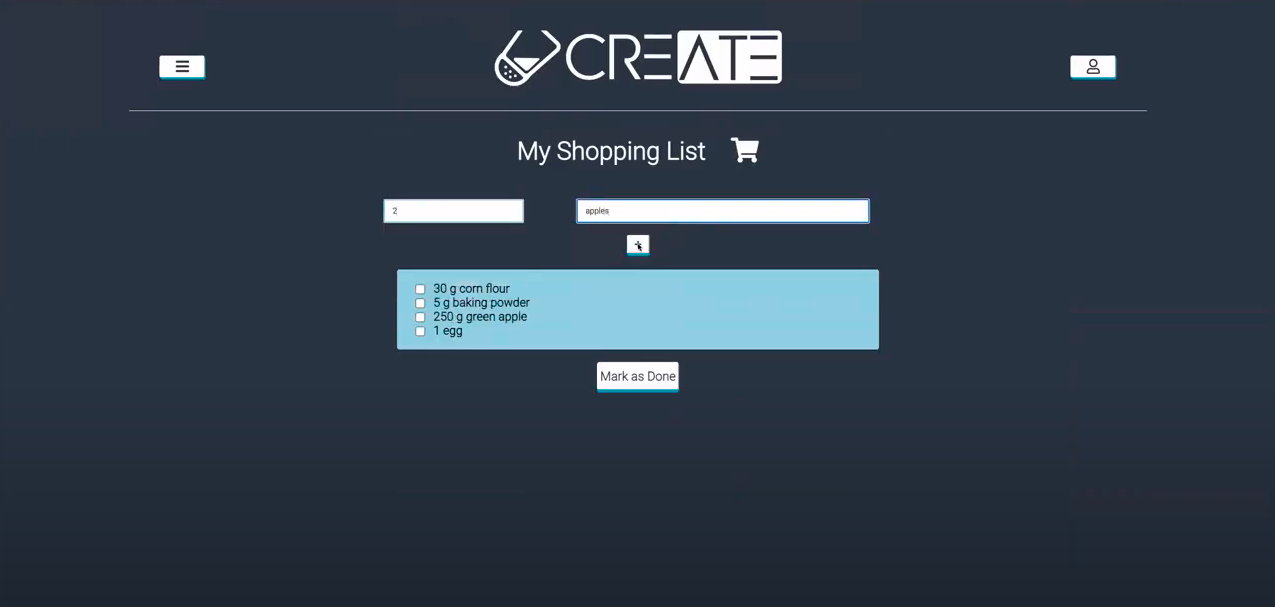 CREATE
My Shopping List
2 apples
30 g corn flour
5 g baking powder
250 g green apple
1 egg
Mark as Done